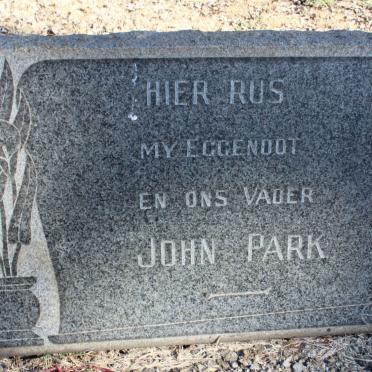 HIER RUS
MY EGGENOOT
EN ONS VADER
JOHN PARK